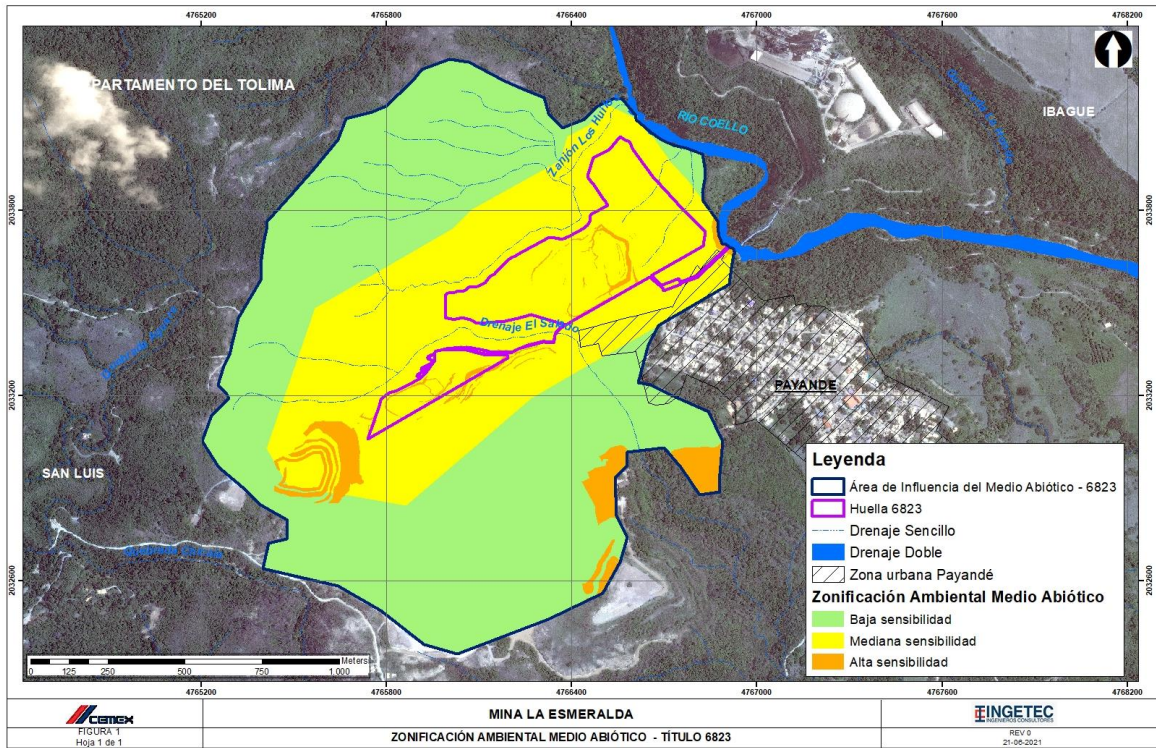 4765200 4765800 4766400 4767000 4767600 4768200
PARTAMENTO DEL TOLIMA
IBAGUE
RIO COELLO
2033800
2033800
Drenaje El Salado
2033200
2033200
PAYANDE
SAN LUIS
2032600
2032600
Leyenda
Área de Influencia del Medio Abiótico - 6823
Huella 6823
Drenaje Sencillo
Drenaje Doble
Zona urbana Payandé
Zonificación Ambiental Medio Abiótico
Baja sensibilidad
Mediana sensibilidad
Alta sensibilidad
Meters
0 125 250 500 750 1.000
4765200 4765800 4766400 4767000 4767600 4768200
CEMEX
FIGURA 1
Hoja 1 de 1
MINA LA ESMERALDA
ZONIFICACIÓN AMBIENTAL MEDIO ABIÓTICO - TÍTULO 6823
INGETEC
INGENIEROS CONSULTORES
REV 0
21-06-2021